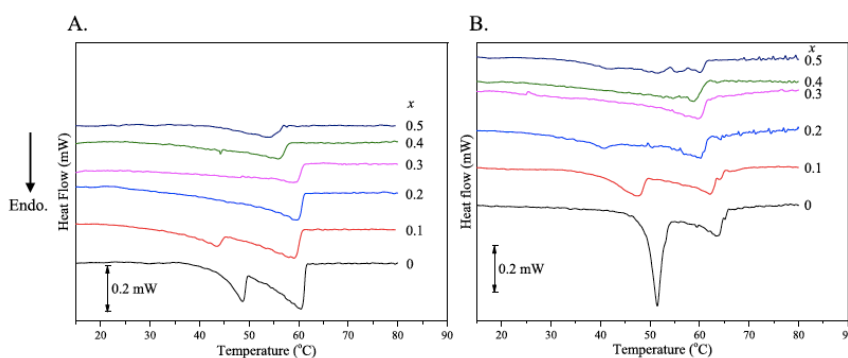 A.
x
0.5
0.4
0.3
0.2
0.1
0
Endo.
Heat Flow (mW)
0.2 mW
20 30 40 50 60 70 80 90
Temperature (°C)
B.
x
0.5
0.4
0.3
0.2
0.1
0
Heat flow (mW)
0.2 mW
20 30 40 50 60 70 80 90
Temperature (°C)